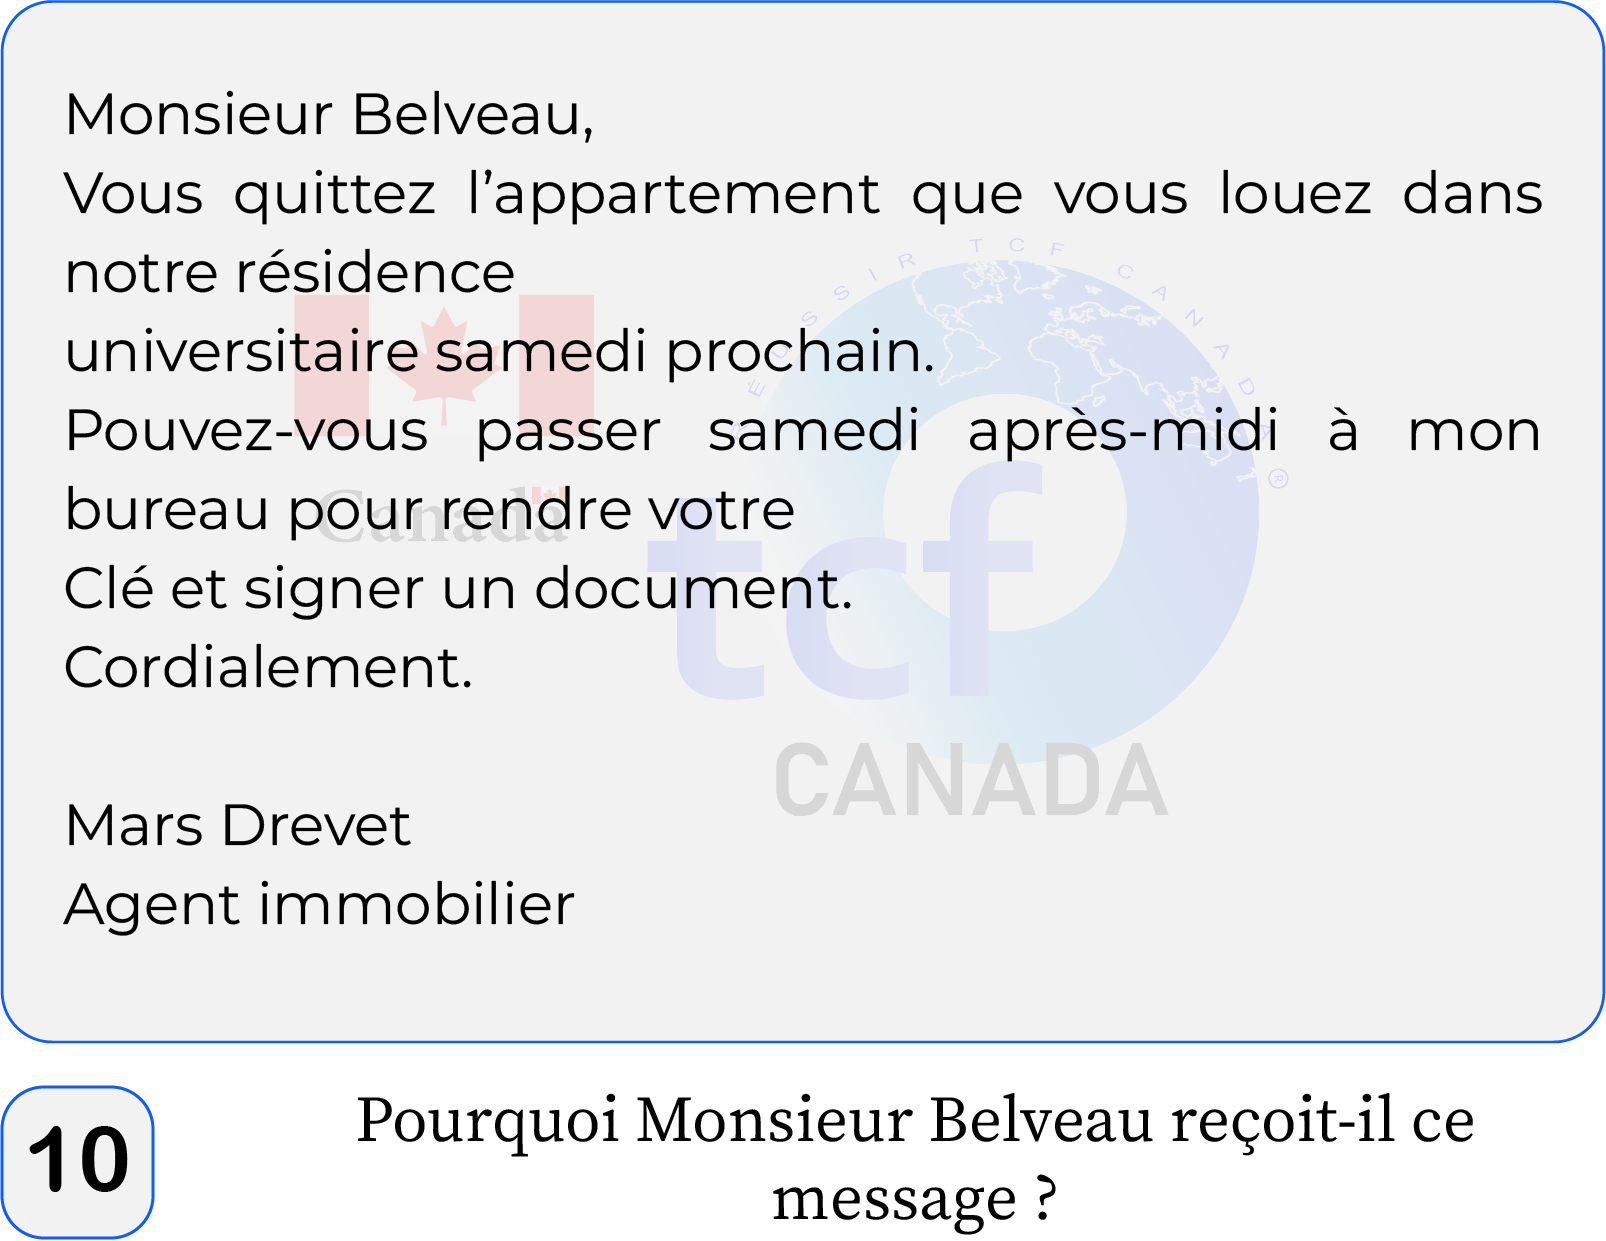 Monsieur Belveau,
Vous quittez l’appartement que vous louez dans
notre résidence
universitaire samedi prochain.
Pouvez-vous passer samedi après-midi à mon
bureau pour rendre votre
Clé et signer un document.
Cordialement.
Mars Drevet
Agent immobilier
RÉUSSIR TCF CANADA ®
Canada
tcf
CANADA
10
Pourquoi Monsieur Belveau reçoit-il ce
message ?